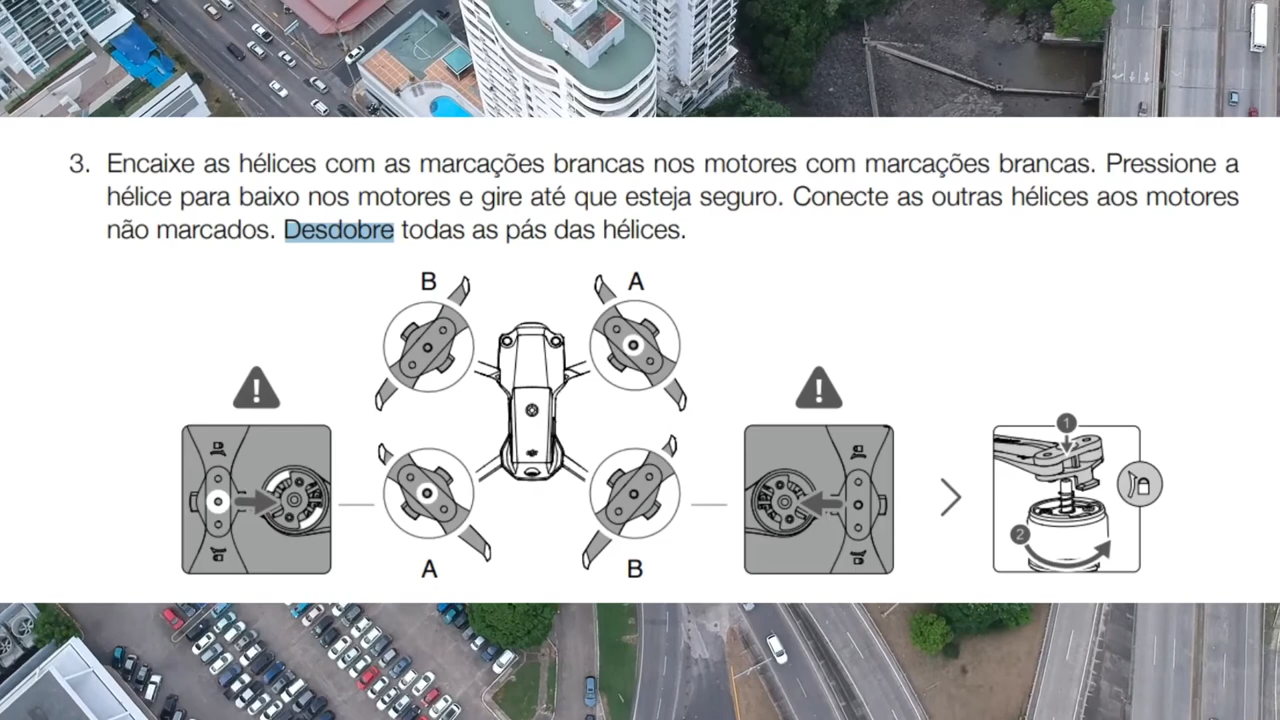 3. Encaixe as hélices com as marcações brancas nos motores com marcações brancas. Pressione a
hélice para baixo nos motores e gire até que esteja seguro. Conecte as outras hélices aos motores
não marcados. Desdobre todas as pás das hélices.
B
A
!
!
1
2
A
B